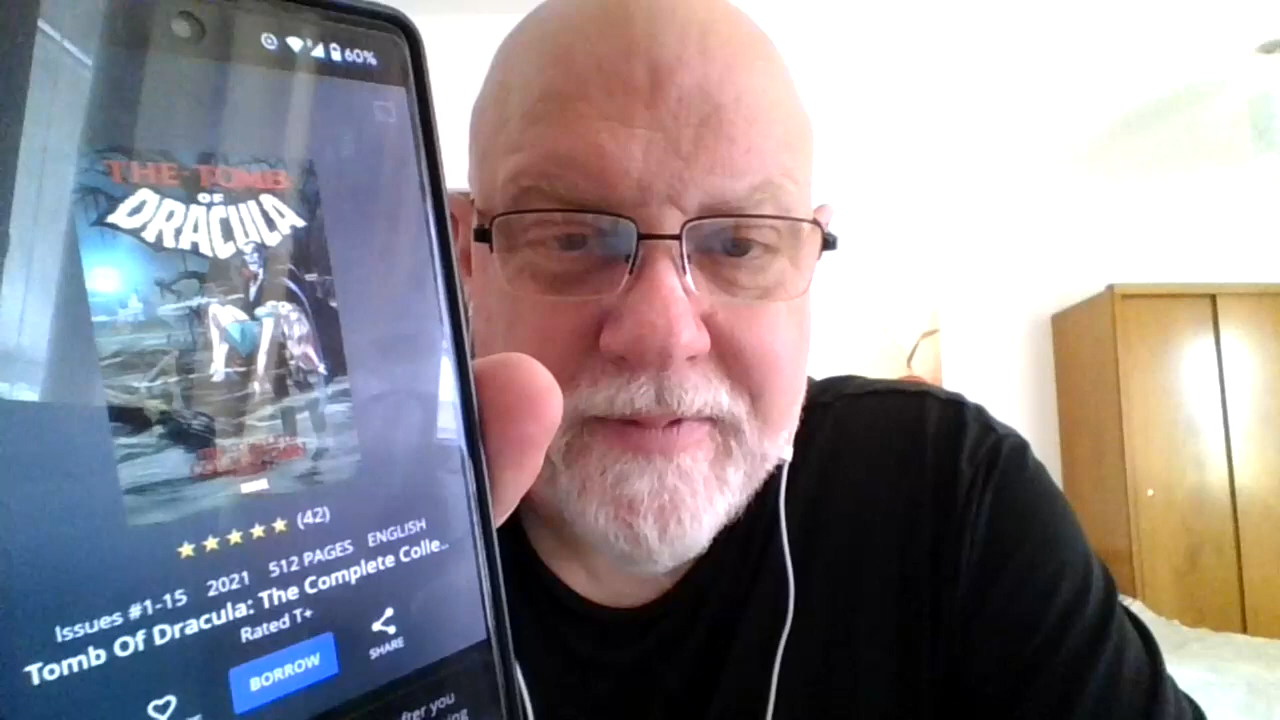 60%
THE TOMB
OF
DRACULA
★★★★★ (42)
Issues #1-15 2021 512 PAGES ENGLISH
Tomb Of Dracula: The Complete Colle..
Rated T+
BORROW
SHARE
you